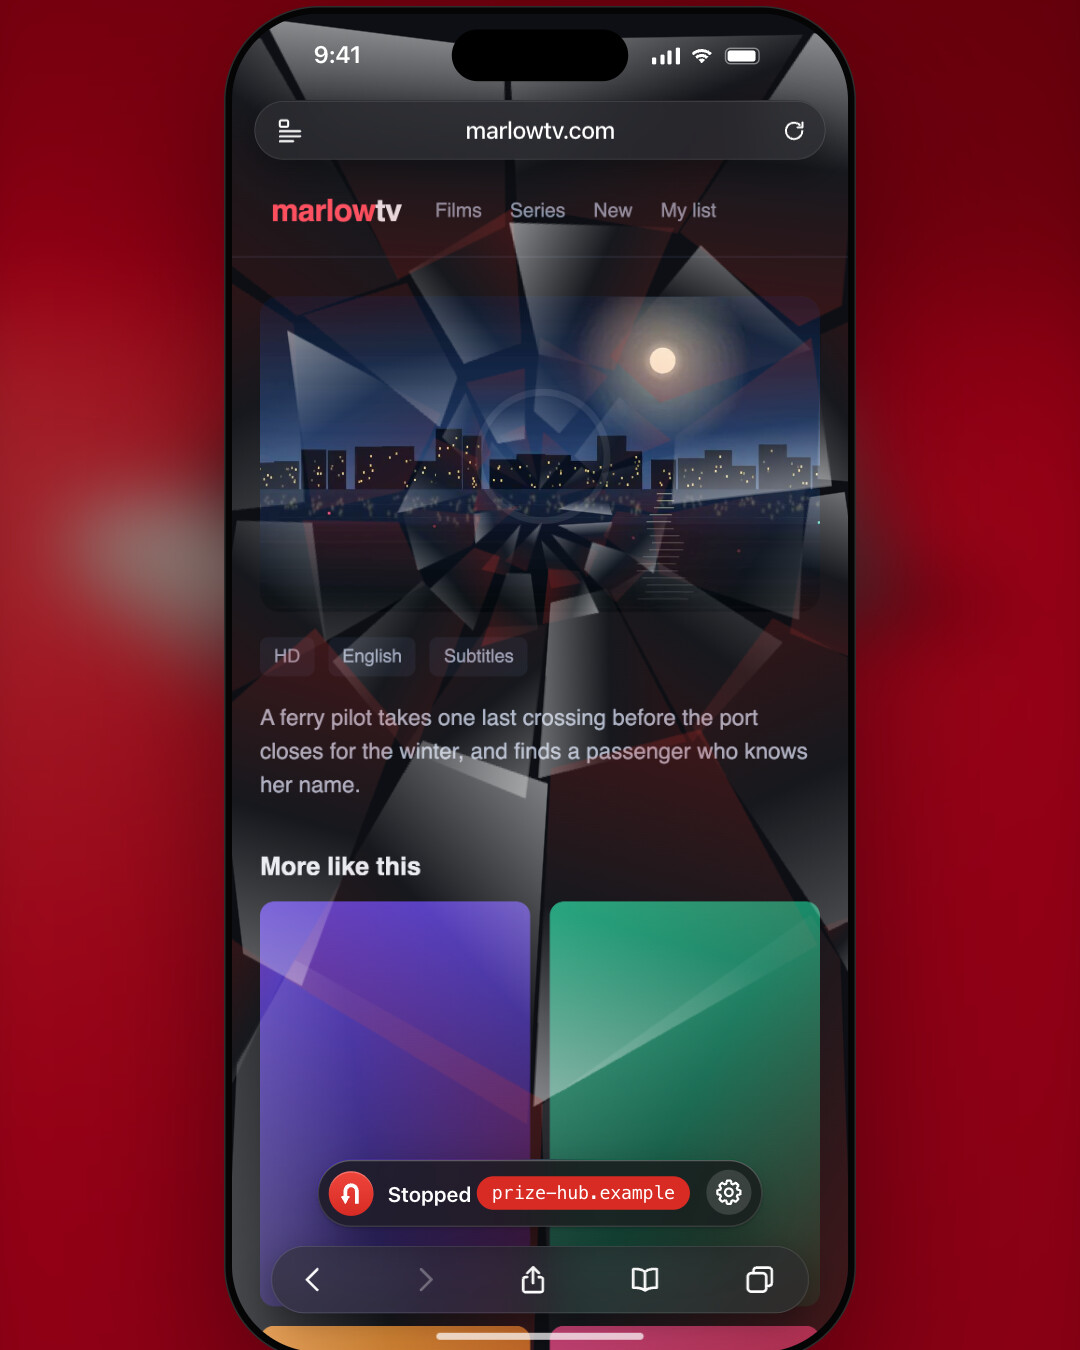 9:41
marlowtv.com
marlowtv Films Series New My list
HD English Subtitles
A ferry pilot takes one last crossing before the port
closes for the winter, and finds a passenger who knows
her name.
More like this
Stopped prize-hub.example